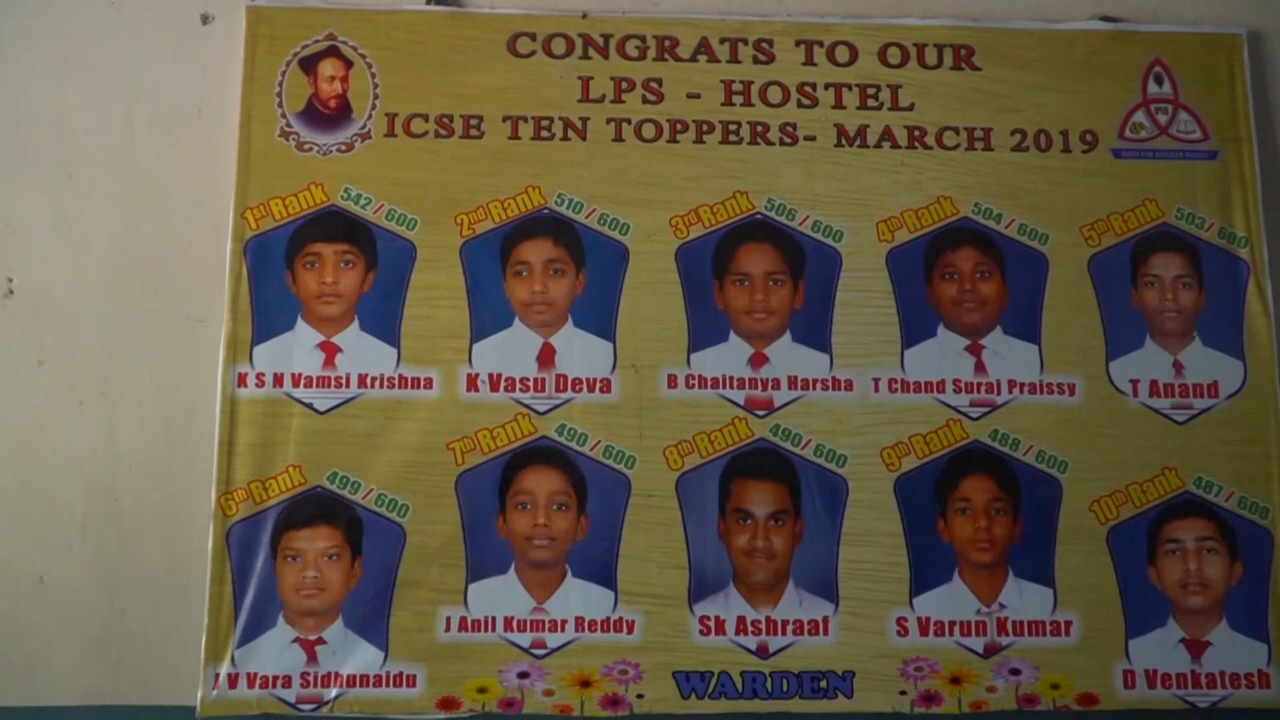 CONGRATS TO OUR
LPS - HOSTEL
ICSE TEN TOPPERS- MARCH 2019
1st Rank 542/600
2nd Rank 510/600
3rd Rank 506/600
4th Rank 504/600
5th Rank 503/600
K S N Vamsi Krishna
K Vasu Deva
B Chaitanya Harsha
T Chand Suraj Praissy
T Anand
6th Rank 499/600
7th Rank 490/600
8th Rank 490/600
9th Rank 488/600
10th Rank 487/600
V Vara Sidhunaidu
J Anil Kumar Reddy
Sk Ashraaf
S Varun Kumar
D Venkatesh
WARDEN